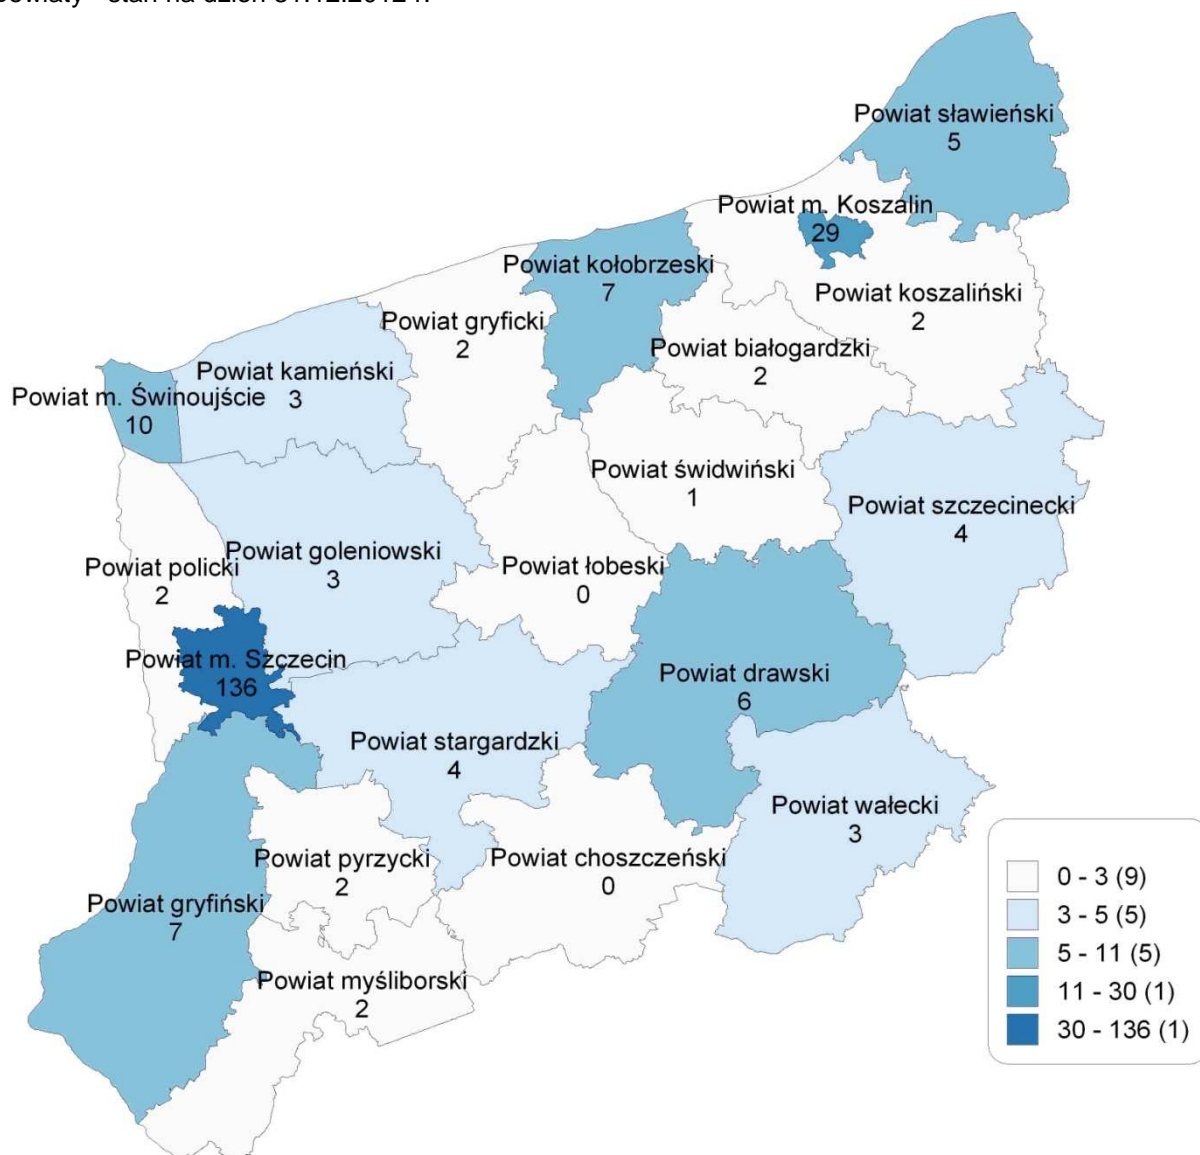 Powiat sławieński
5
Powiat m. Koszalin
29
Powiat kołobrzeski
7
Powiat koszaliński
2
Powiat gryficki
2
Powiat białogardzki
2
Powiat kamieński
3
Powiat m. Świnoujście
10
Powiat świdwiński
1
Powiat szczecinecki
4
Powiat goleniowski
3
Powiat policki
2
Powiat łobeski
0
Powiat m. Szczecin
136
Powiat drawski
6
Powiat stargardzki
4
Powiat wałecki
3
Powiat pyrzycki
2
Powiat choszczeński
0
Powiat gryfiński
7
Powiat myśliborski
2
0 - 3 (9)
3 - 5 (5)
5 - 11 (5)
11 - 30 (1)
30 - 136 (1)